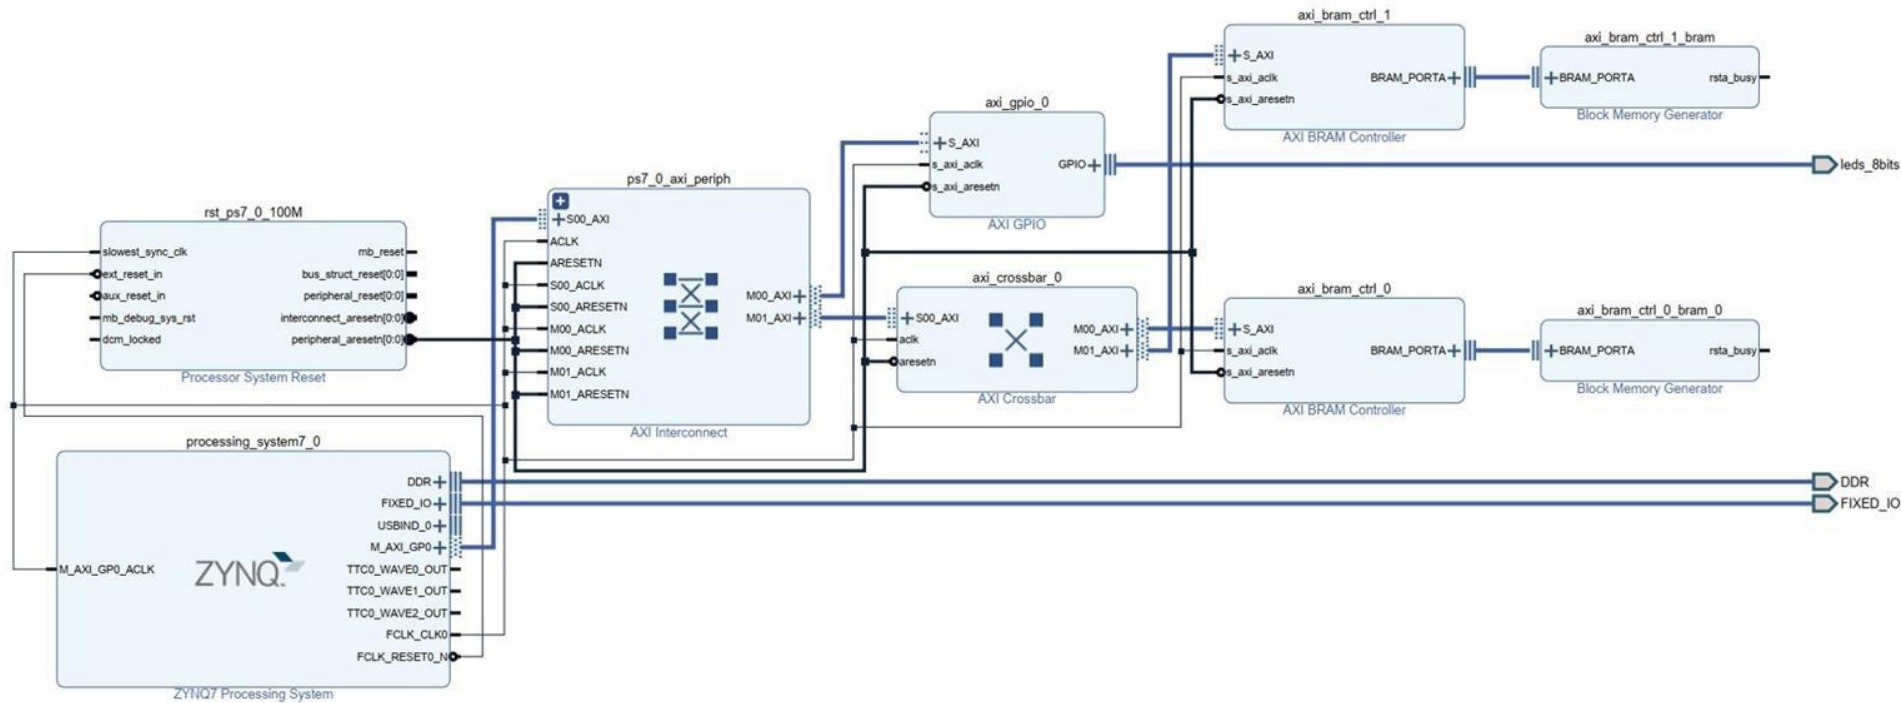 axi_bram_ctrl_1
S_AXI
s_axi_aclk
s_axi_aresetn
BRAM_PORTA
AXI BRAM Controller
axi_bram_ctrl_1_bram
BRAM_PORTA
rsta_busy
Block Memory Generator
axi_gpio_0
S_AXI
s_axi_aclk
s_axi_aresetn
GPIO
AXI GPIO
leds_8bits
ps7_0_axi_periph
S00_AXI
ACLK
ARESETN
S00_ACLK
S00_ARESETN
M00_ACLK
M00_ARESETN
M01_ACLK
M01_ARESETN
M00_AXI
M01_AXI
AXI Interconnect
rst_ps7_0_100M
slowest_sync_clk
ext_reset_in
aux_reset_in
mb_debug_sys_rst
dcm_locked
mb_reset
bus_struct_reset[0:0]
peripheral_reset[0:0]
interconnect_aresetn[0:0]
peripheral_aresetn[0:0]
Processor System Reset
axi_crossbar_0
S00_AXI
aclk
aresetn
M00_AXI
M01_AXI
AXI Crossbar
axi_bram_ctrl_0
S_AXI
s_axi_aclk
s_axi_aresetn
BRAM_PORTA
AXI BRAM Controller
axi_bram_ctrl_0_bram_0
BRAM_PORTA
rsta_busy
Block Memory Generator
processing_system7_0
M_AXI_GP0_ACLK
ZYNQ
DDR
FIXED_IO
USBIND_0
M_AXI_GP0
TTC0_WAVE0_OUT
TTC0_WAVE1_OUT
TTC0_WAVE2_OUT
FCLK_CLK0
FCLK_RESET0_N
ZYNQ7 Processing System
DDR
FIXED_IO